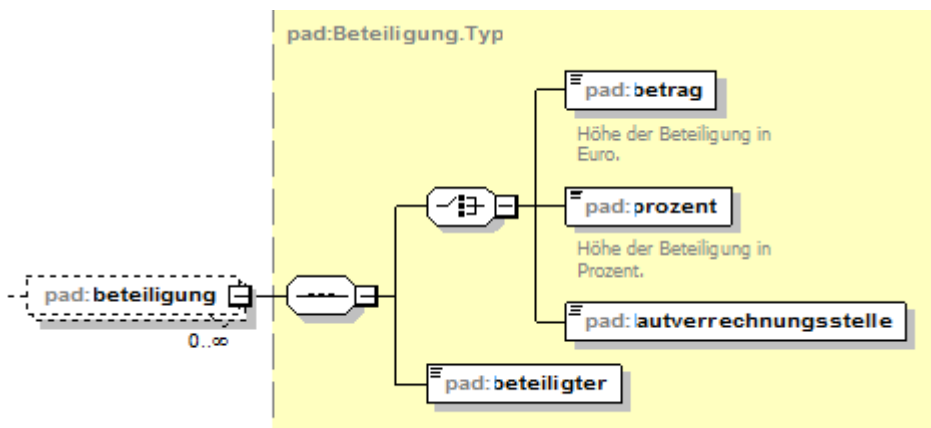 pad:Beteiligung.Typ
pad:betrag
Höhe der Beteiligung in
Euro.
pad:prozent
Höhe der Beteiligung in
Prozent.
pad:beteiligung
0..∞
pad:lautverrechnungsstelle
pad:beteiligter